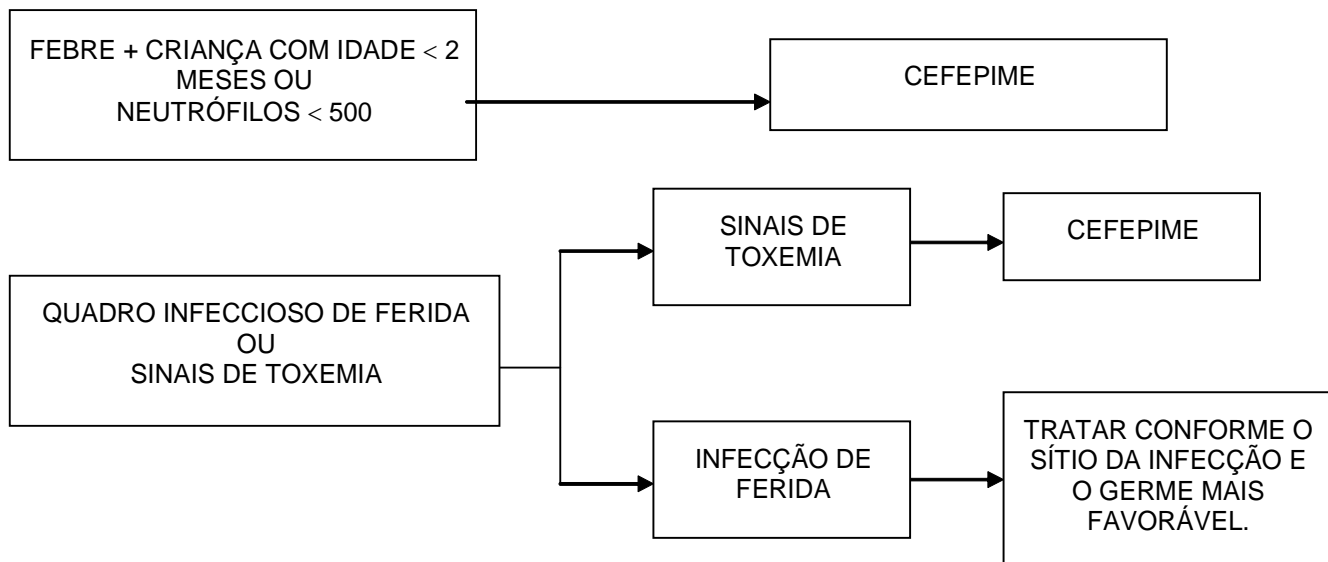 FEBRE + CRIANÇA COM IDADE < 2
MESES OU
NEUTRÓFILOS < 500
CEFEPIME
SINAIS DE
TOXEMIA
CEFEPIME
QUADRO INFECCIOSO DE FERIDA
OU
SINAIS DE TOXEMIA
INFECÇÃO DE
FERIDA
TRATAR CONFORME O
SÍTIO DA INFECÇÃO E
O GERME MAIS
FAVORÁVEL.